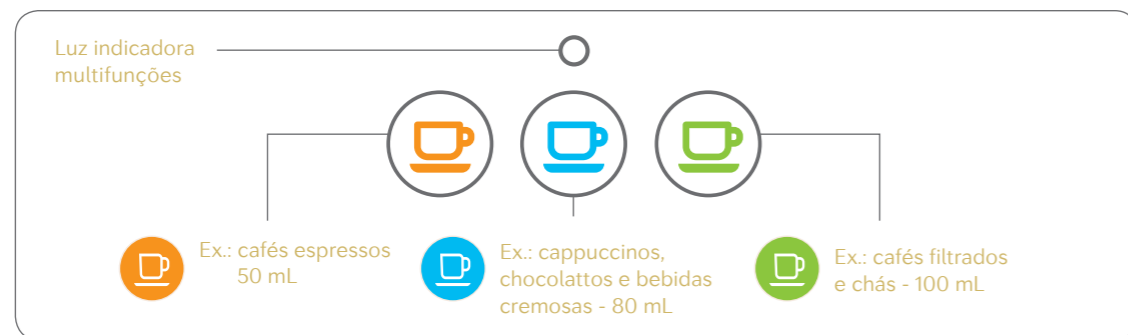 Luz indicadora
multifunções
Ex.: cafés espressos
50 mL
Ex.: cappuccinos,
chocolattos e bebidas
cremosas - 80 mL
Ex.: cafés filtrados
e chás - 100 mL